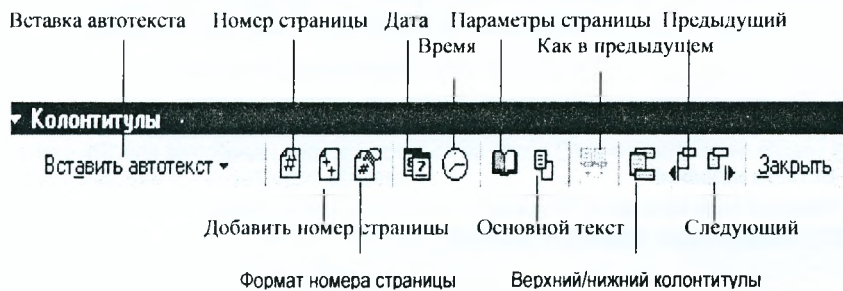 Вставка автотекста Номер страницы Дата Параметры страницы Предыдущий
Время Как в предыдущем
Колонтитулы
Вставить автотекст Закрыть
Добавить номер страницы Основной текст Следующий
Формат номера страницы Верхний/нижний колонтитулы